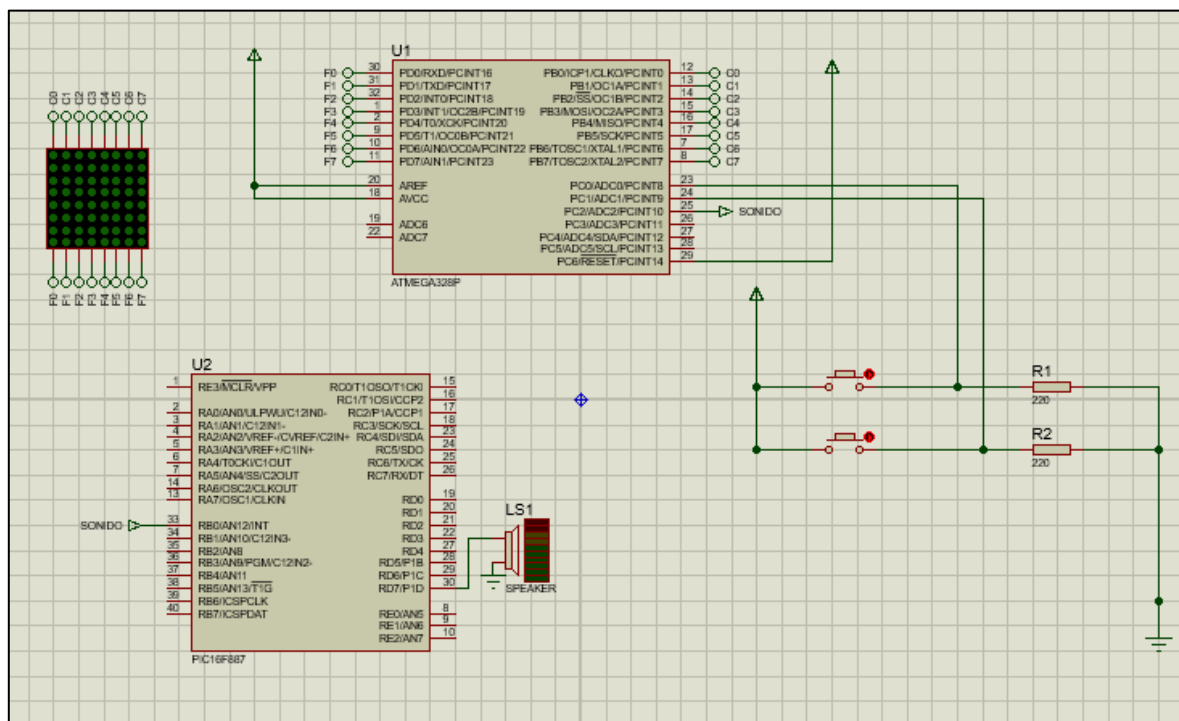 U1
30 PD0/RXD/PCINT16
31 PD1/TXD/PCINT17
32 PD2/INT0/PCINT18
1 PD3/INT1/OC2B/PCINT19
2 PD4/T0/XCK/PCINT20
9 PD5/T1/OC0B/PCINT21
10 PD6/AIN0/OC0A/PCINT22
11 PD7/AIN1/PCINT23
20 AREF
18 AVCC
19 ADC6
22 ADC7
F0
F1
F2
F3
F4
F5
F6
F7
PB0/ICP1/CLKO/PCINT0 12 C0
PB1/OC1A/PCINT1 13 C1
PB2/SS/OC1B/PCINT2 14 C2
PB3/MOSI/OC2A/PCINT3 15 C3
PB4/MISO/PCINT4 16 C4
PB5/SCK/PCINT5 17 C5
PB6/TOSC1/XTAL1/PCINT6 7 C6
PB7/TOSC2/XTAL2/PCINT7 8 C7
PC0/ADC0/PCINT8 23
PC1/ADC1/PCINT9 24
PC2/ADC2/PCINT10 25 SONIDO
PC3/ADC3/PCINT11 26
PC4/ADC4/SDA/PCINT12 27
PC5/ADC5/SCL/PCINT13 28
PC6/RESET/PCINT14 29
ATMEGA328P
C0 C1 C2 C3 C4 C5 C6 C7
F0 F1 F2 F3 F4 F5 F6 F7
U2
1 RE3/MCLR/VPP
2 RA0/AN0/ULPWU/C12IN0-
3 RA1/AN1/C12IN1-
4 RA2/AN2/VREF-/CVREF/C2IN+
5 RA3/AN3/VREF+/C1IN+
6 RA4/T0CKI/C1OUT
7 RA5/AN4/SS/C2OUT
14 RA6/OSC2/CLKOUT
13 RA7/OSC1/CLKIN
SONIDO 33 RB0/AN12/INT
34 RB1/AN10/C12IN3-
35 RB2/AN8
36 RB3/AN9/PGM/C12IN2-
37 RB4/AN11
38 RB5/AN13/T1G
39 RB6/ICSPCLK
40 RB7/ICSPDAT
RC0/T1OSO/T1CKI 15
RC1/T1OSI/CCP2 16
RC2/P1A/CCP1 17
RC3/SCK/SCL 18
RC4/SDI/SDA 23
RC5/SDO 24
RC6/TX/CK 25
RC7/RX/DT 26
RD0 19
RD1 20
RD2 21
RD3 22
RD4 27
RD5/P1B 28
RD6/P1C 29
RD7/P1D 30
RE0/AN5 8
RE1/AN6 9
RE2/AN7 10
PIC16F887
LS1
SPEAKER
R1
220
R2
220